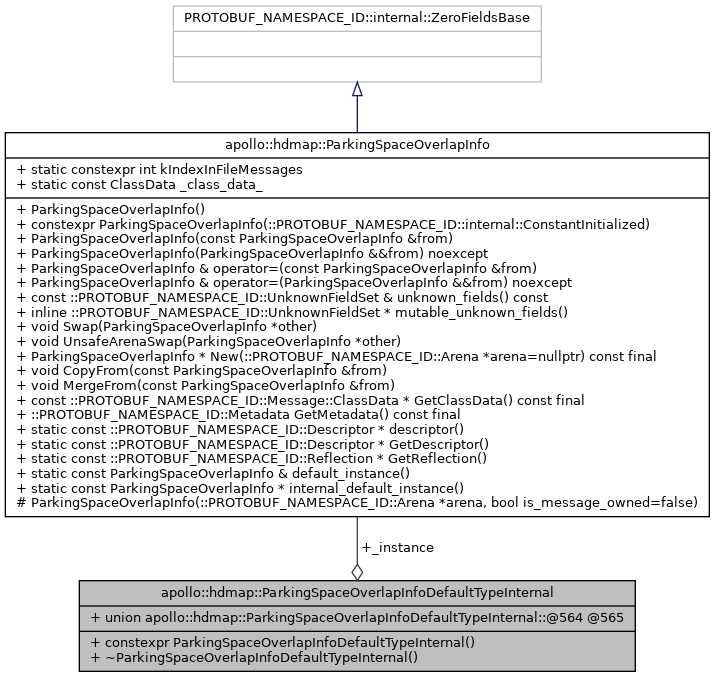 PROTOBUF_NAMESPACE_ID::internal::ZeroFieldsBase
apollo::hdmap::ParkingSpaceOverlapInfo
+ static constexpr int kIndexInFileMessages
+ static const ClassData _class_data_
+ ParkingSpaceOverlapInfo()
+ constexpr ParkingSpaceOverlapInfo(::PROTOBUF_NAMESPACE_ID::internal::ConstantInitialized)
+ ParkingSpaceOverlapInfo(const ParkingSpaceOverlapInfo &from)
+ ParkingSpaceOverlapInfo(ParkingSpaceOverlapInfo &&from) noexcept
+ ParkingSpaceOverlapInfo & operator=(const ParkingSpaceOverlapInfo &from)
+ ParkingSpaceOverlapInfo & operator=(ParkingSpaceOverlapInfo &&from) noexcept
+ const ::PROTOBUF_NAMESPACE_ID::UnknownFieldSet & unknown_fields() const
+ inline ::PROTOBUF_NAMESPACE_ID::UnknownFieldSet * mutable_unknown_fields()
+ void Swap(ParkingSpaceOverlapInfo *other)
+ void UnsafeArenaSwap(ParkingSpaceOverlapInfo *other)
+ ParkingSpaceOverlapInfo * New(::PROTOBUF_NAMESPACE_ID::Arena *arena=nullptr) const final
+ void CopyFrom(const ParkingSpaceOverlapInfo &from)
+ void MergeFrom(const ParkingSpaceOverlapInfo &from)
+ const ::PROTOBUF_NAMESPACE_ID::Message::ClassData * GetClassData() const final
+ ::PROTOBUF_NAMESPACE_ID::Metadata GetMetadata() const final
+ static const ::PROTOBUF_NAMESPACE_ID::Descriptor * descriptor()
+ static const ::PROTOBUF_NAMESPACE_ID::Descriptor * GetDescriptor()
+ static const ::PROTOBUF_NAMESPACE_ID::Reflection * GetReflection()
+ static const ParkingSpaceOverlapInfo & default_instance()
+ static const ParkingSpaceOverlapInfo * internal_default_instance()
# ParkingSpaceOverlapInfo(::PROTOBUF_NAMESPACE_ID::Arena *arena, bool is_message_owned=false)
+_instance
apollo::hdmap::ParkingSpaceOverlapInfoDefaultTypeInternal
+ union apollo::hdmap::ParkingSpaceOverlapInfoDefaultTypeInternal::@564 @565
+ constexpr ParkingSpaceOverlapInfoDefaultTypeInternal()
+ ~ParkingSpaceOverlapInfoDefaultTypeInternal()